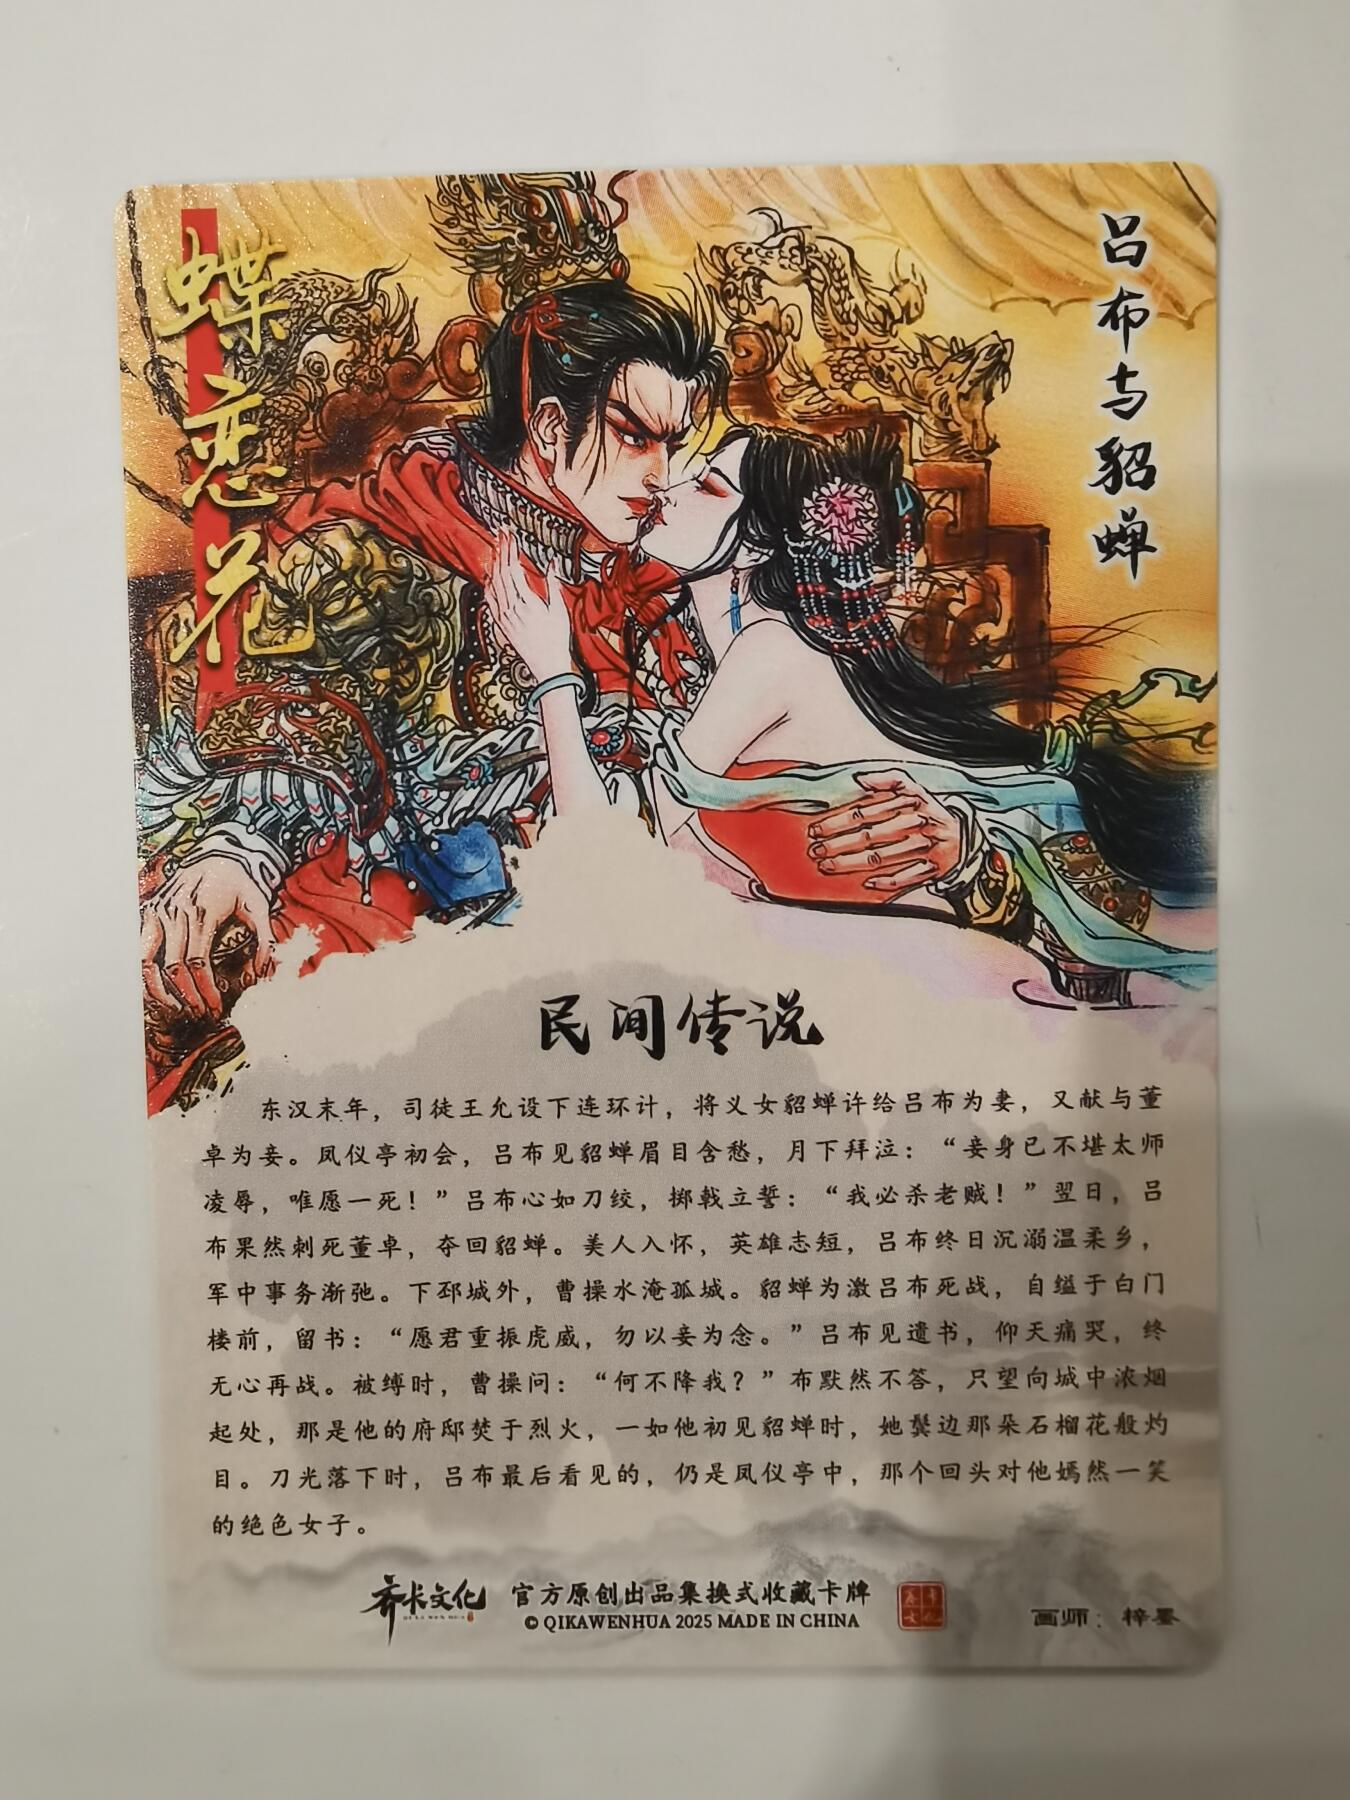 蝶恋花
吕布与貂蝉
民间传说
东汉末年，司徒王允设下连环计，将义女貂蝉许给吕布为妻，又献与董
卓为妾。凤仪亭初会，吕布见貂蝉眉目含愁，月下拜泣：“妾身已不堪太师
凌辱，唯愿一死！”吕布心如刀绞，掷戟立誓：“我必杀老贼！”翌日，吕
布果然刺死董卓，夺回貂蝉。美人入怀，英雄志短，吕布终日沉溺温柔乡，
军中事务渐弛。下邳城外，曹操水淹孤城。貂蝉为激吕布死战，自缢于白门
楼前，留书：“愿君重振虎威，勿以妾为念。”吕布见遗书，仰天痛哭，终
无心再战。被缚时，曹操问：“何不降我？”布默然不答，只望向城中浓烟
起处，那是他的府邸焚于烈火，一如他初见貂蝉时，她鬓边那朵石榴花般灼
目。刀光落下时，吕布最后看见的，仍是凤仪亭中，那个回头对他嫣然一笑
的绝色女子。
齐卡文化
官方原创出品集换式收藏卡牌
© QIKAWENHUA 2025 MADE IN CHINA
画师：梓墨